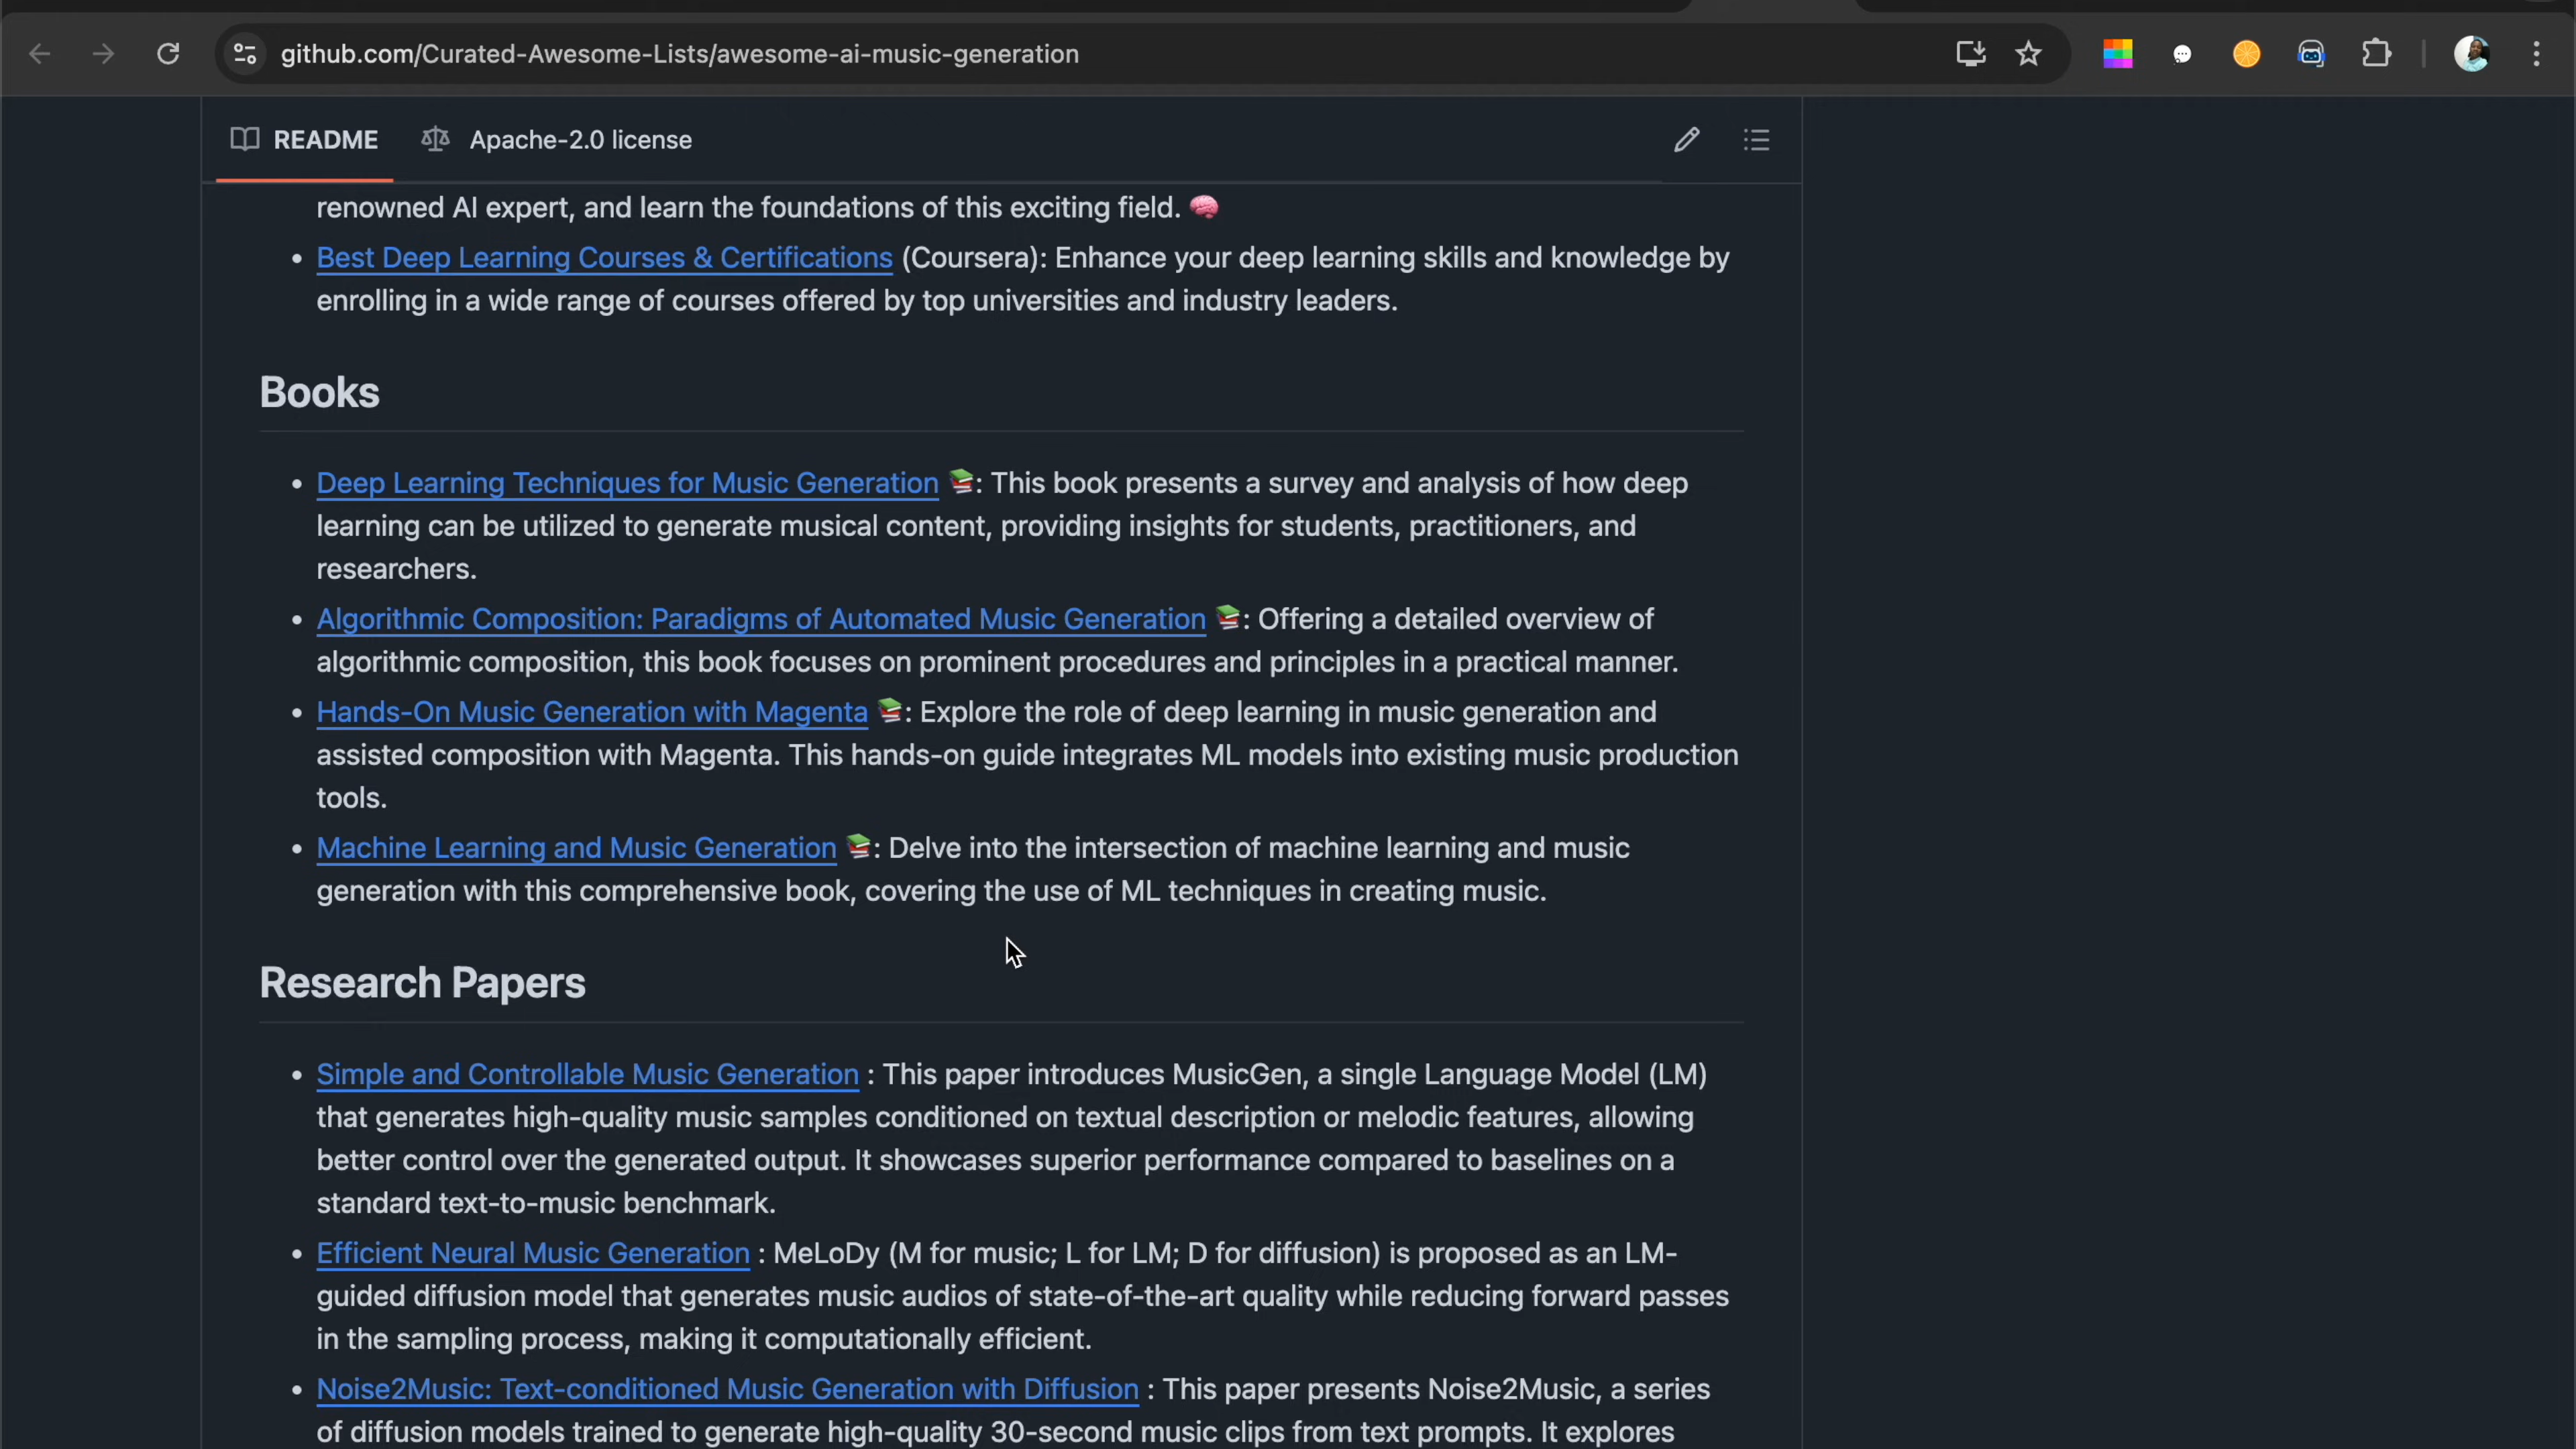 github.com/Curated-Awesome-Lists/awesome-ai-music-generation
README Apache-2.0 license
renowned AI expert, and learn the foundations of this exciting field. 🧠
• Best Deep Learning Courses & Certifications (Coursera): Enhance your deep learning skills and knowledge by
enrolling in a wide range of courses offered by top universities and industry leaders.
Books
• Deep Learning Techniques for Music Generation 📚: This book presents a survey and analysis of how deep
learning can be utilized to generate musical content, providing insights for students, practitioners, and
researchers.
• Algorithmic Composition: Paradigms of Automated Music Generation 📚: Offering a detailed overview of
algorithmic composition, this book focuses on prominent procedures and principles in a practical manner.
• Hands-On Music Generation with Magenta 📚: Explore the role of deep learning in music generation and
assisted composition with Magenta. This hands-on guide integrates ML models into existing music production
tools.
• Machine Learning and Music Generation 📚: Delve into the intersection of machine learning and music
generation with this comprehensive book, covering the use of ML techniques in creating music.
Research Papers
• Simple and Controllable Music Generation : This paper introduces MusicGen, a single Language Model (LM)
that generates high-quality music samples conditioned on textual description or melodic features, allowing
better control over the generated output. It showcases superior performance compared to baselines on a
standard text-to-music benchmark.
• Efficient Neural Music Generation : MeLoDy (M for music; L for LM; D for diffusion) is proposed as an LM-
guided diffusion model that generates music audios of state-of-the-art quality while reducing forward passes
in the sampling process, making it computationally efficient.
• Noise2Music: Text-conditioned Music Generation with Diffusion : This paper presents Noise2Music, a series
of diffusion models trained to generate high-quality 30-second music clips from text prompts. It explores